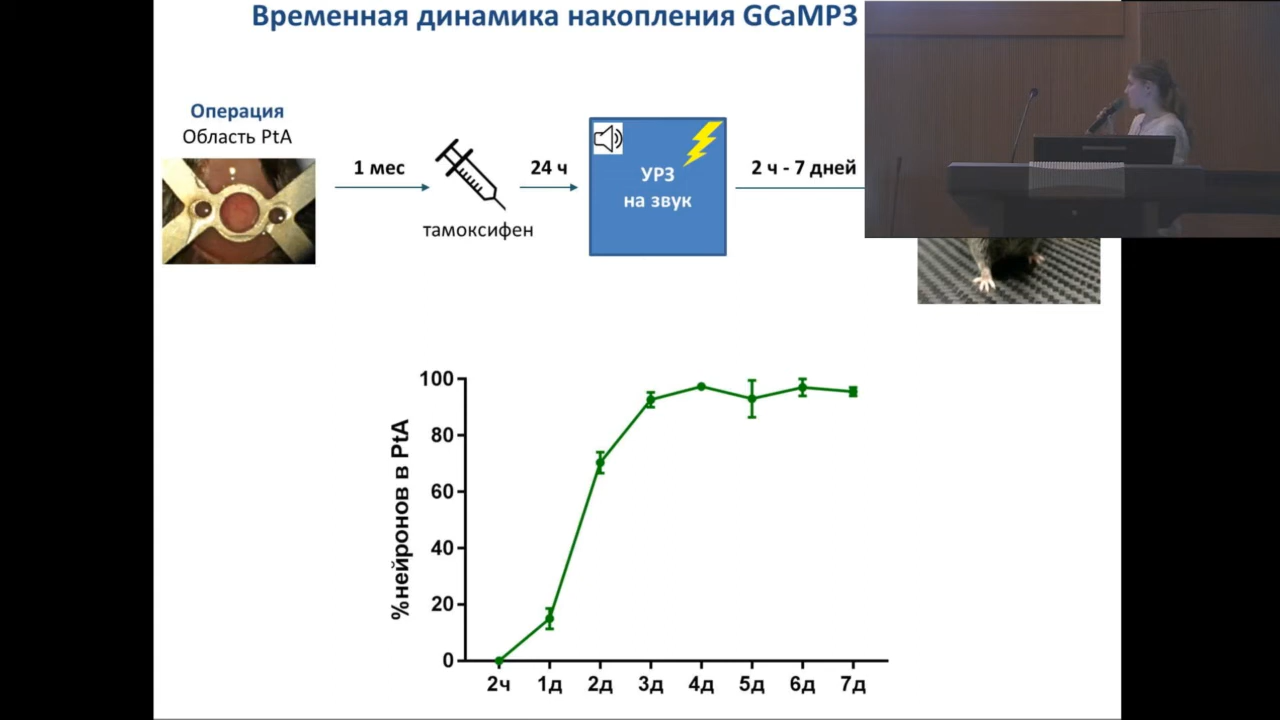 Временная динамика накопления GCaMP3
Операция
Область PtA
1 мес
тамоксифен
24 ч
УРЗ
на звук
2 ч - 7 дней
%нейронов в PtA
100
80
60
40
20
0
2ч 1д 2д 3д 4д 5д 6д 7д